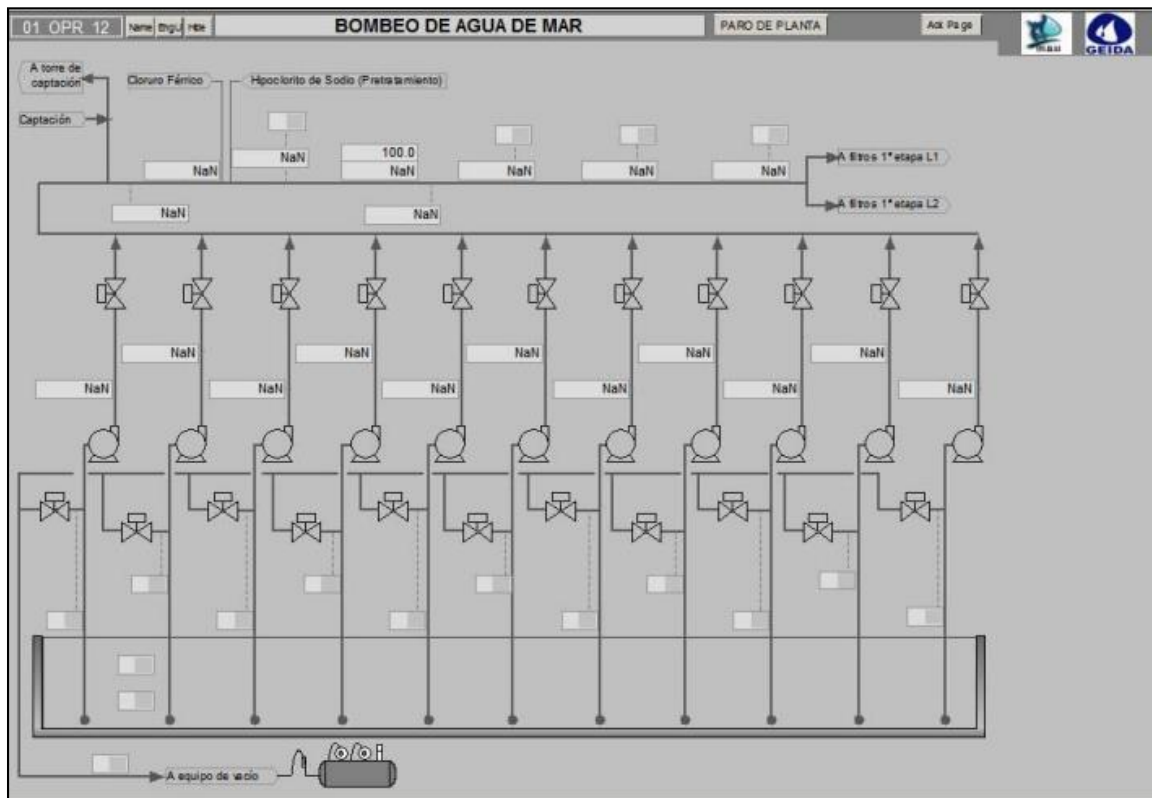 01 OPR 12
Name
EngU
BOMBEO DE AGUA DE MAR
PARO DE PLANTA
Ack Page
GEIDA
A torre de
captación
Cloruro Férrico
Hipoclorito de Sodio (Pretratamiento)
Captación
NaN
NaN
100.0
NaN
NaN
NaN
NaN
A filtros 1ª etapa L1
NaN
NaN
A filtros 1ª etapa L2
NaN
NaN
NaN
NaN
NaN
NaN
NaN
NaN
NaN
NaN
NaN
A equipo de vacío